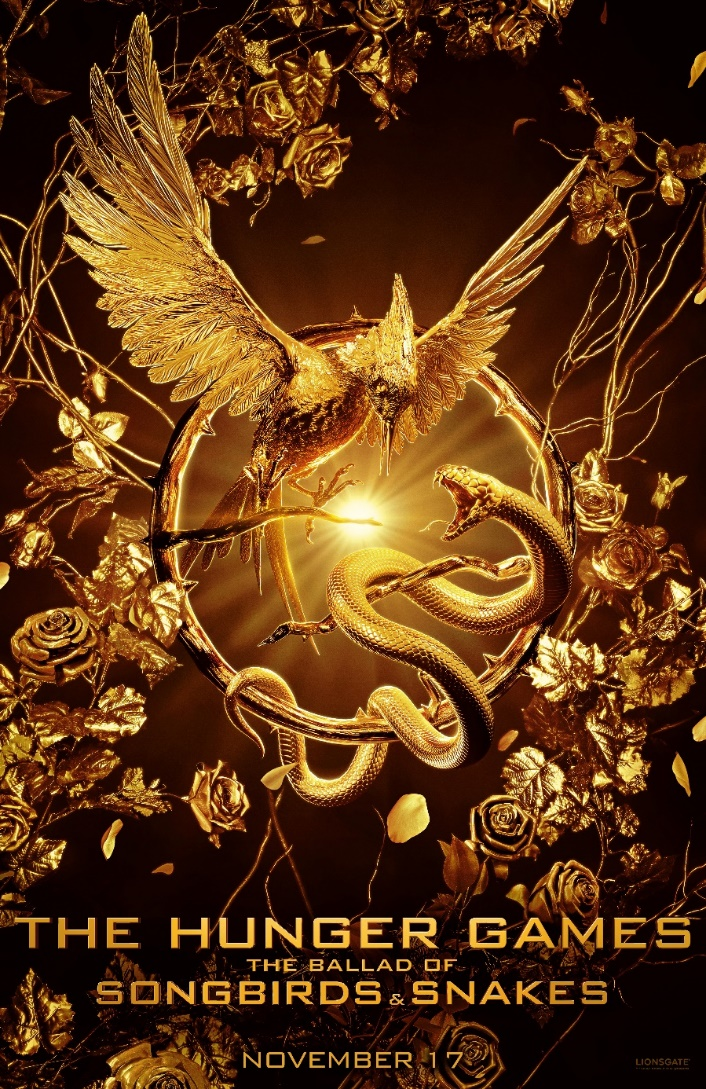 THE HUNGER GAMES
THE BALLAD OF
SONGBIRDS & SNAKES
NOVEMBER 17
LIONSGATE